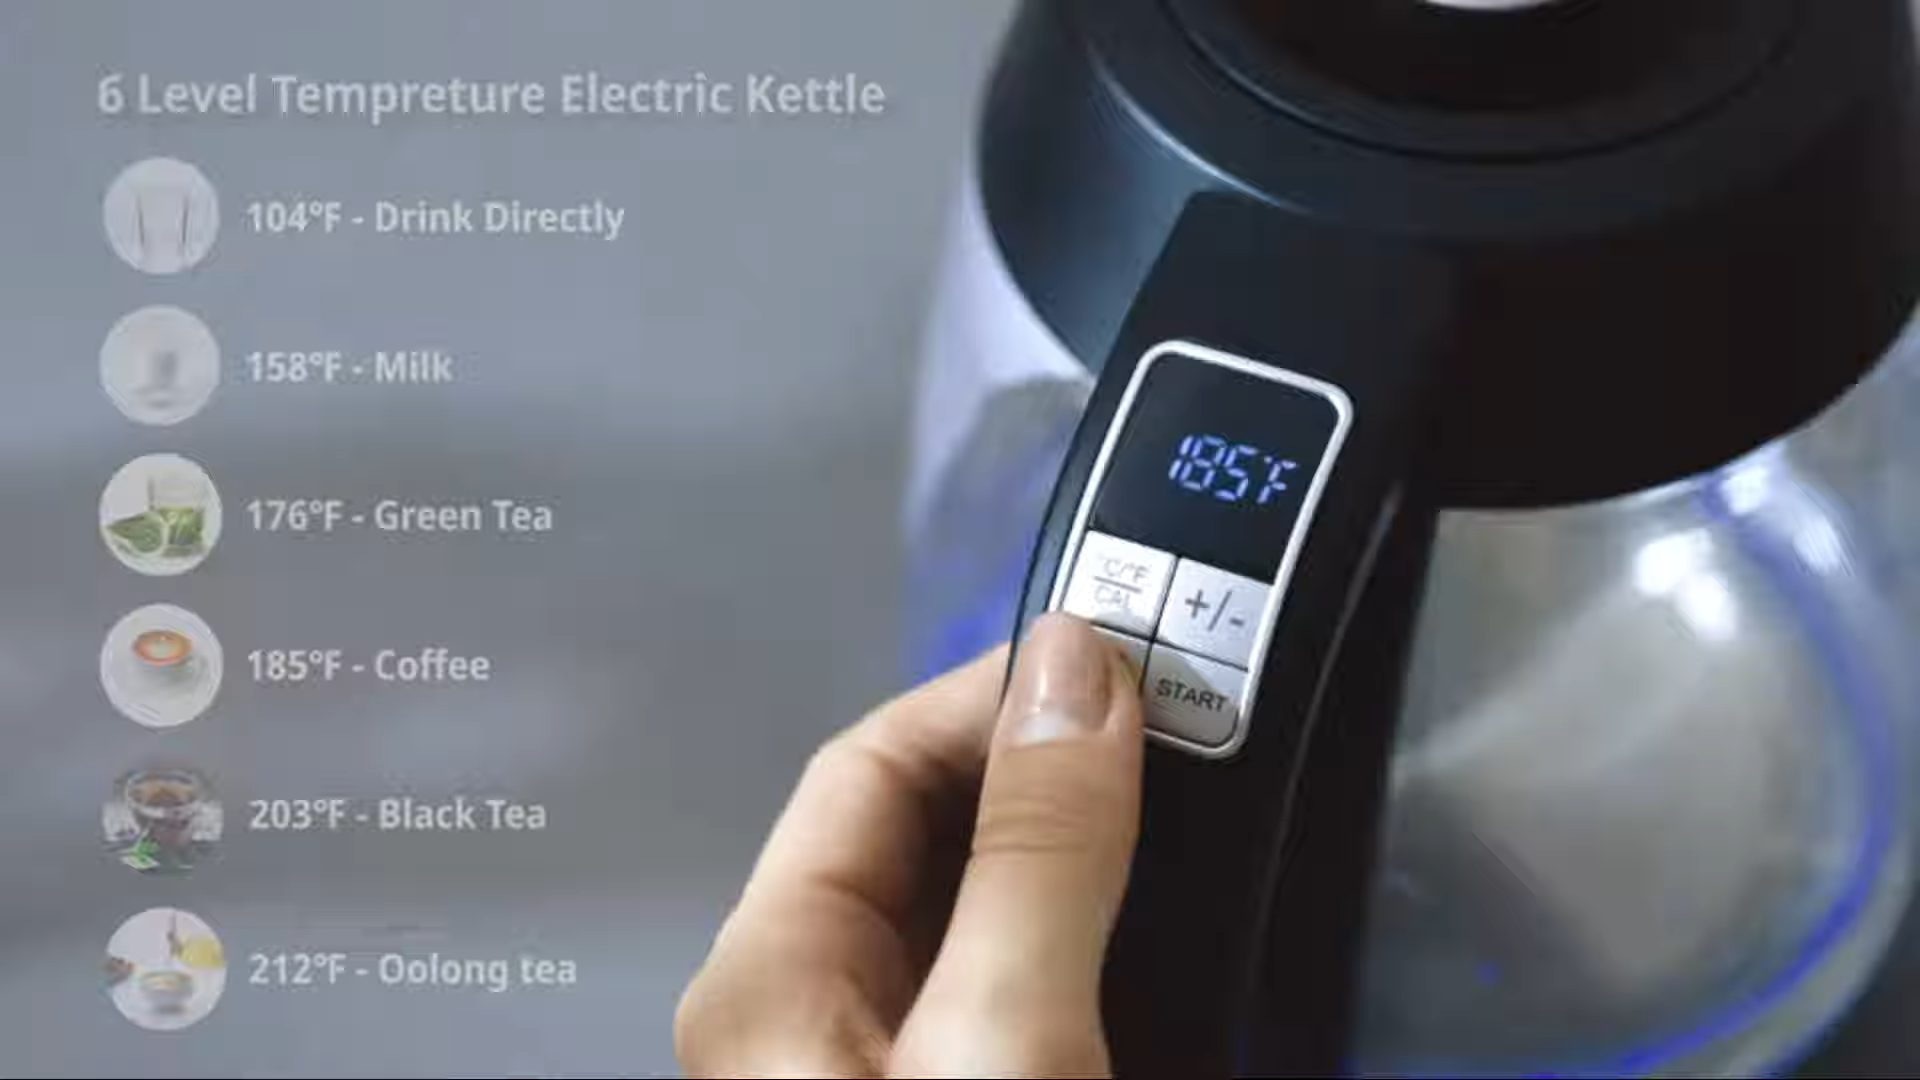 6 Level Tempreture Electric Kettle
104°F - Drink Directly
158°F - Milk
176°F - Green Tea
185°F - Coffee
203°F - Black Tea
212°F - Oolong tea
185°F
°C/°F
CAL
+/-
START